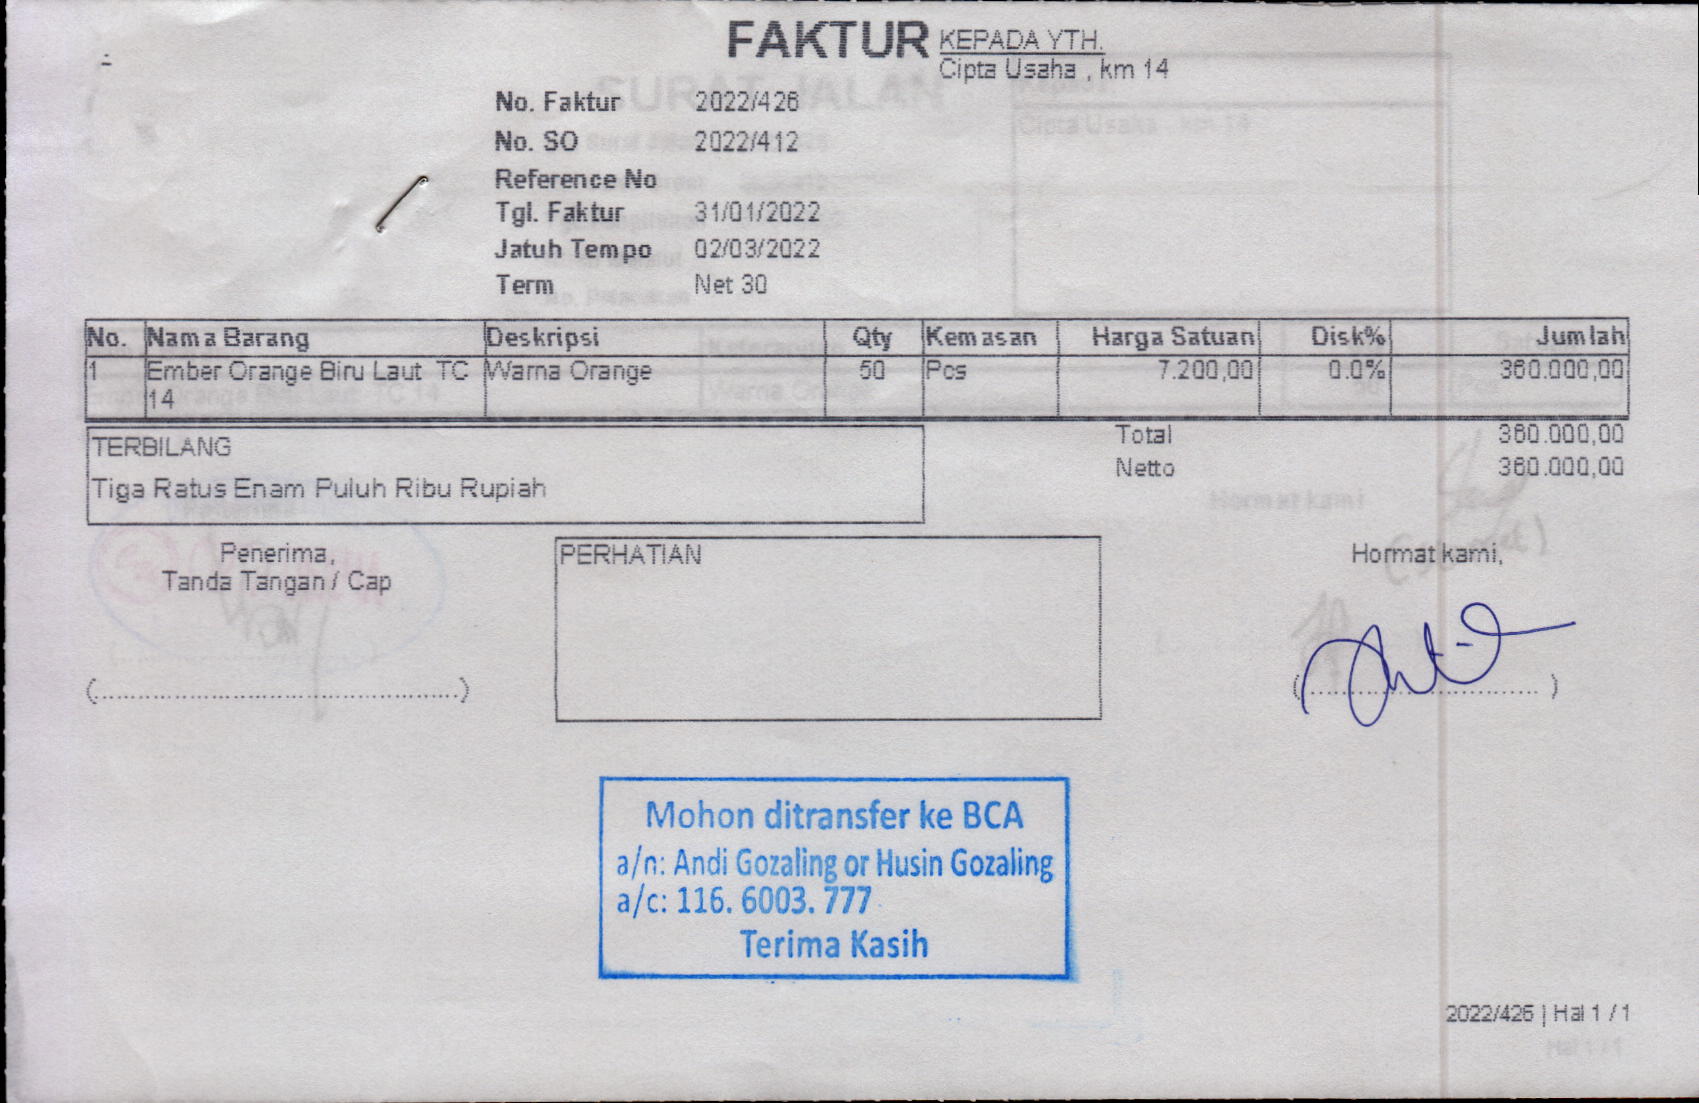 FAKTUR
KEPADA YTH.
Cipta Usaha , km 14
No. Faktur 2022/426
No. SO 2022/412
Reference No
Tgl. Faktur 31/01/2022
Jatuh Tempo 02/03/2022
Term Net 30
No. Nama Barang Deskripsi Qty Kemasan Harga Satuan Disk% Jumlah
1 Ember Orange Biru Laut TC Warna Orange 50 Pcs 7.200,00 0.0% 360.000,00
14
Total 360.000,00
TERBILANG
Netto 360.000,00
Tiga Ratus Enam Puluh Ribu Rupiah
Penerima,
Tanda Tangan / Cap
PERHATIAN
Hormat kami,
Mohon ditransfer ke BCA
a/n: Andi Gozaling or Husin Gozaling
a/c: 116. 6003. 777
Terima Kasih
2022/426 | Hal 1 / 1